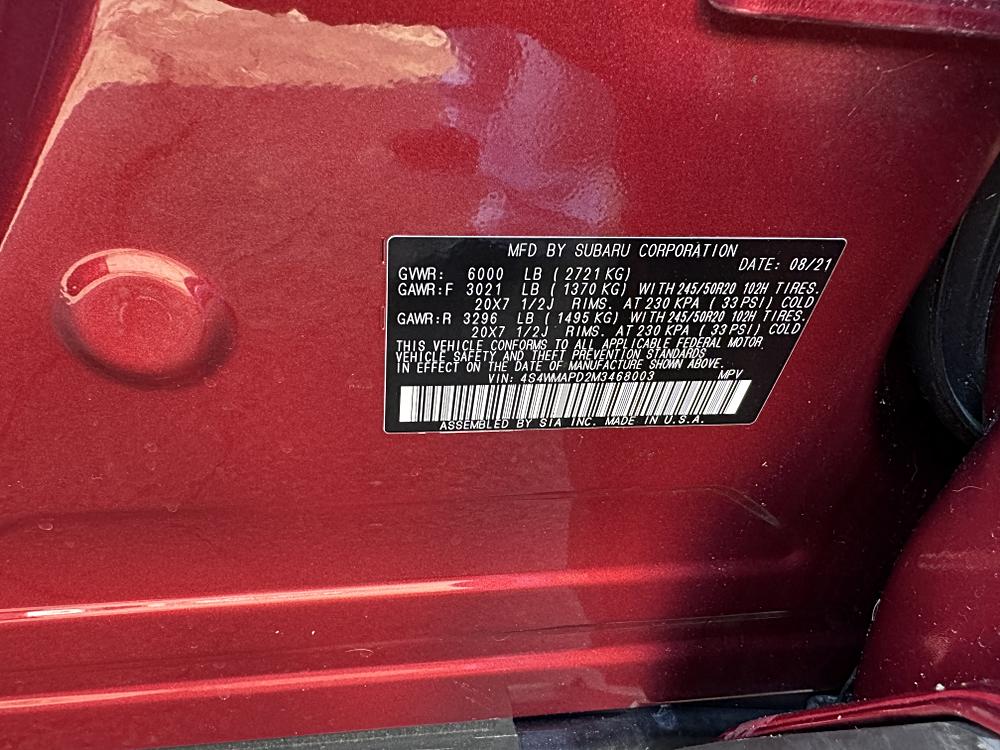 MFD BY SUBARU CORPORATION
DATE: 08/21
GVWR: 6000 LB ( 2721 KG)
GAWR:F 3021 LB ( 1370 KG) WITH 245/50R20 102H TIRES.
20X7 1/2J RIMS. AT 230 KPA ( 33 PSI) COLD
GAWR:R 3296 LB ( 1495 KG) WITH 245/50R20 102H TIRES.
20X7 1/2J RIMS. AT 230 KPA ( 33 PSI) COLD
THIS VEHICLE CONFORMS TO ALL APPLICABLE FEDERAL MOTOR
VEHICLE SAFETY AND THEFT PREVENTION STANDARDS
IN EFFECT ON THE DATE OF MANUFACTURE SHOWN ABOVE.
VIN: 4S4WMAPD2M3468003 MPV
ASSEMBLED BY SIA INC. MADE IN U.S.A.